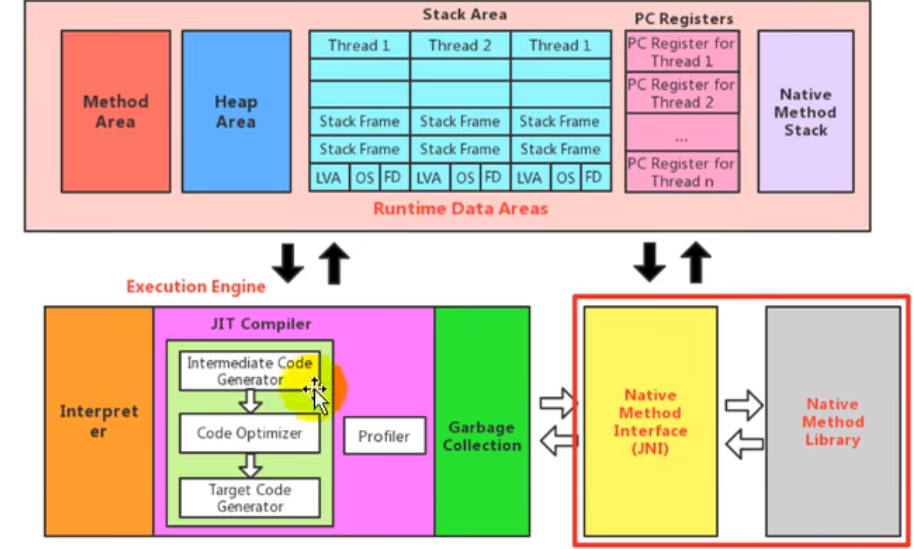 Stack Area
PC Registers
Method
Area
Heap
Area
Thread 1
Thread 2
Thread 1
Stack Frame
Stack Frame
Stack Frame
Stack Frame
Stack Frame
Stack Frame
LVA
OS
FD
LVA
OS
FD
LVA
OS
FD
PC Register for
Thread 1
PC Register for
Thread 2
...
PC Register for
Thread n
Native
Method
Stack
Runtime Data Areas
Execution Engine
Interpret
er
JIT Compiler
Intermediate Code
Generator
Code Optimizer
Target Code
Generator
Profiler
Garbage
Collection
Native
Method
Interface
(JNI)
Native
Method
Library